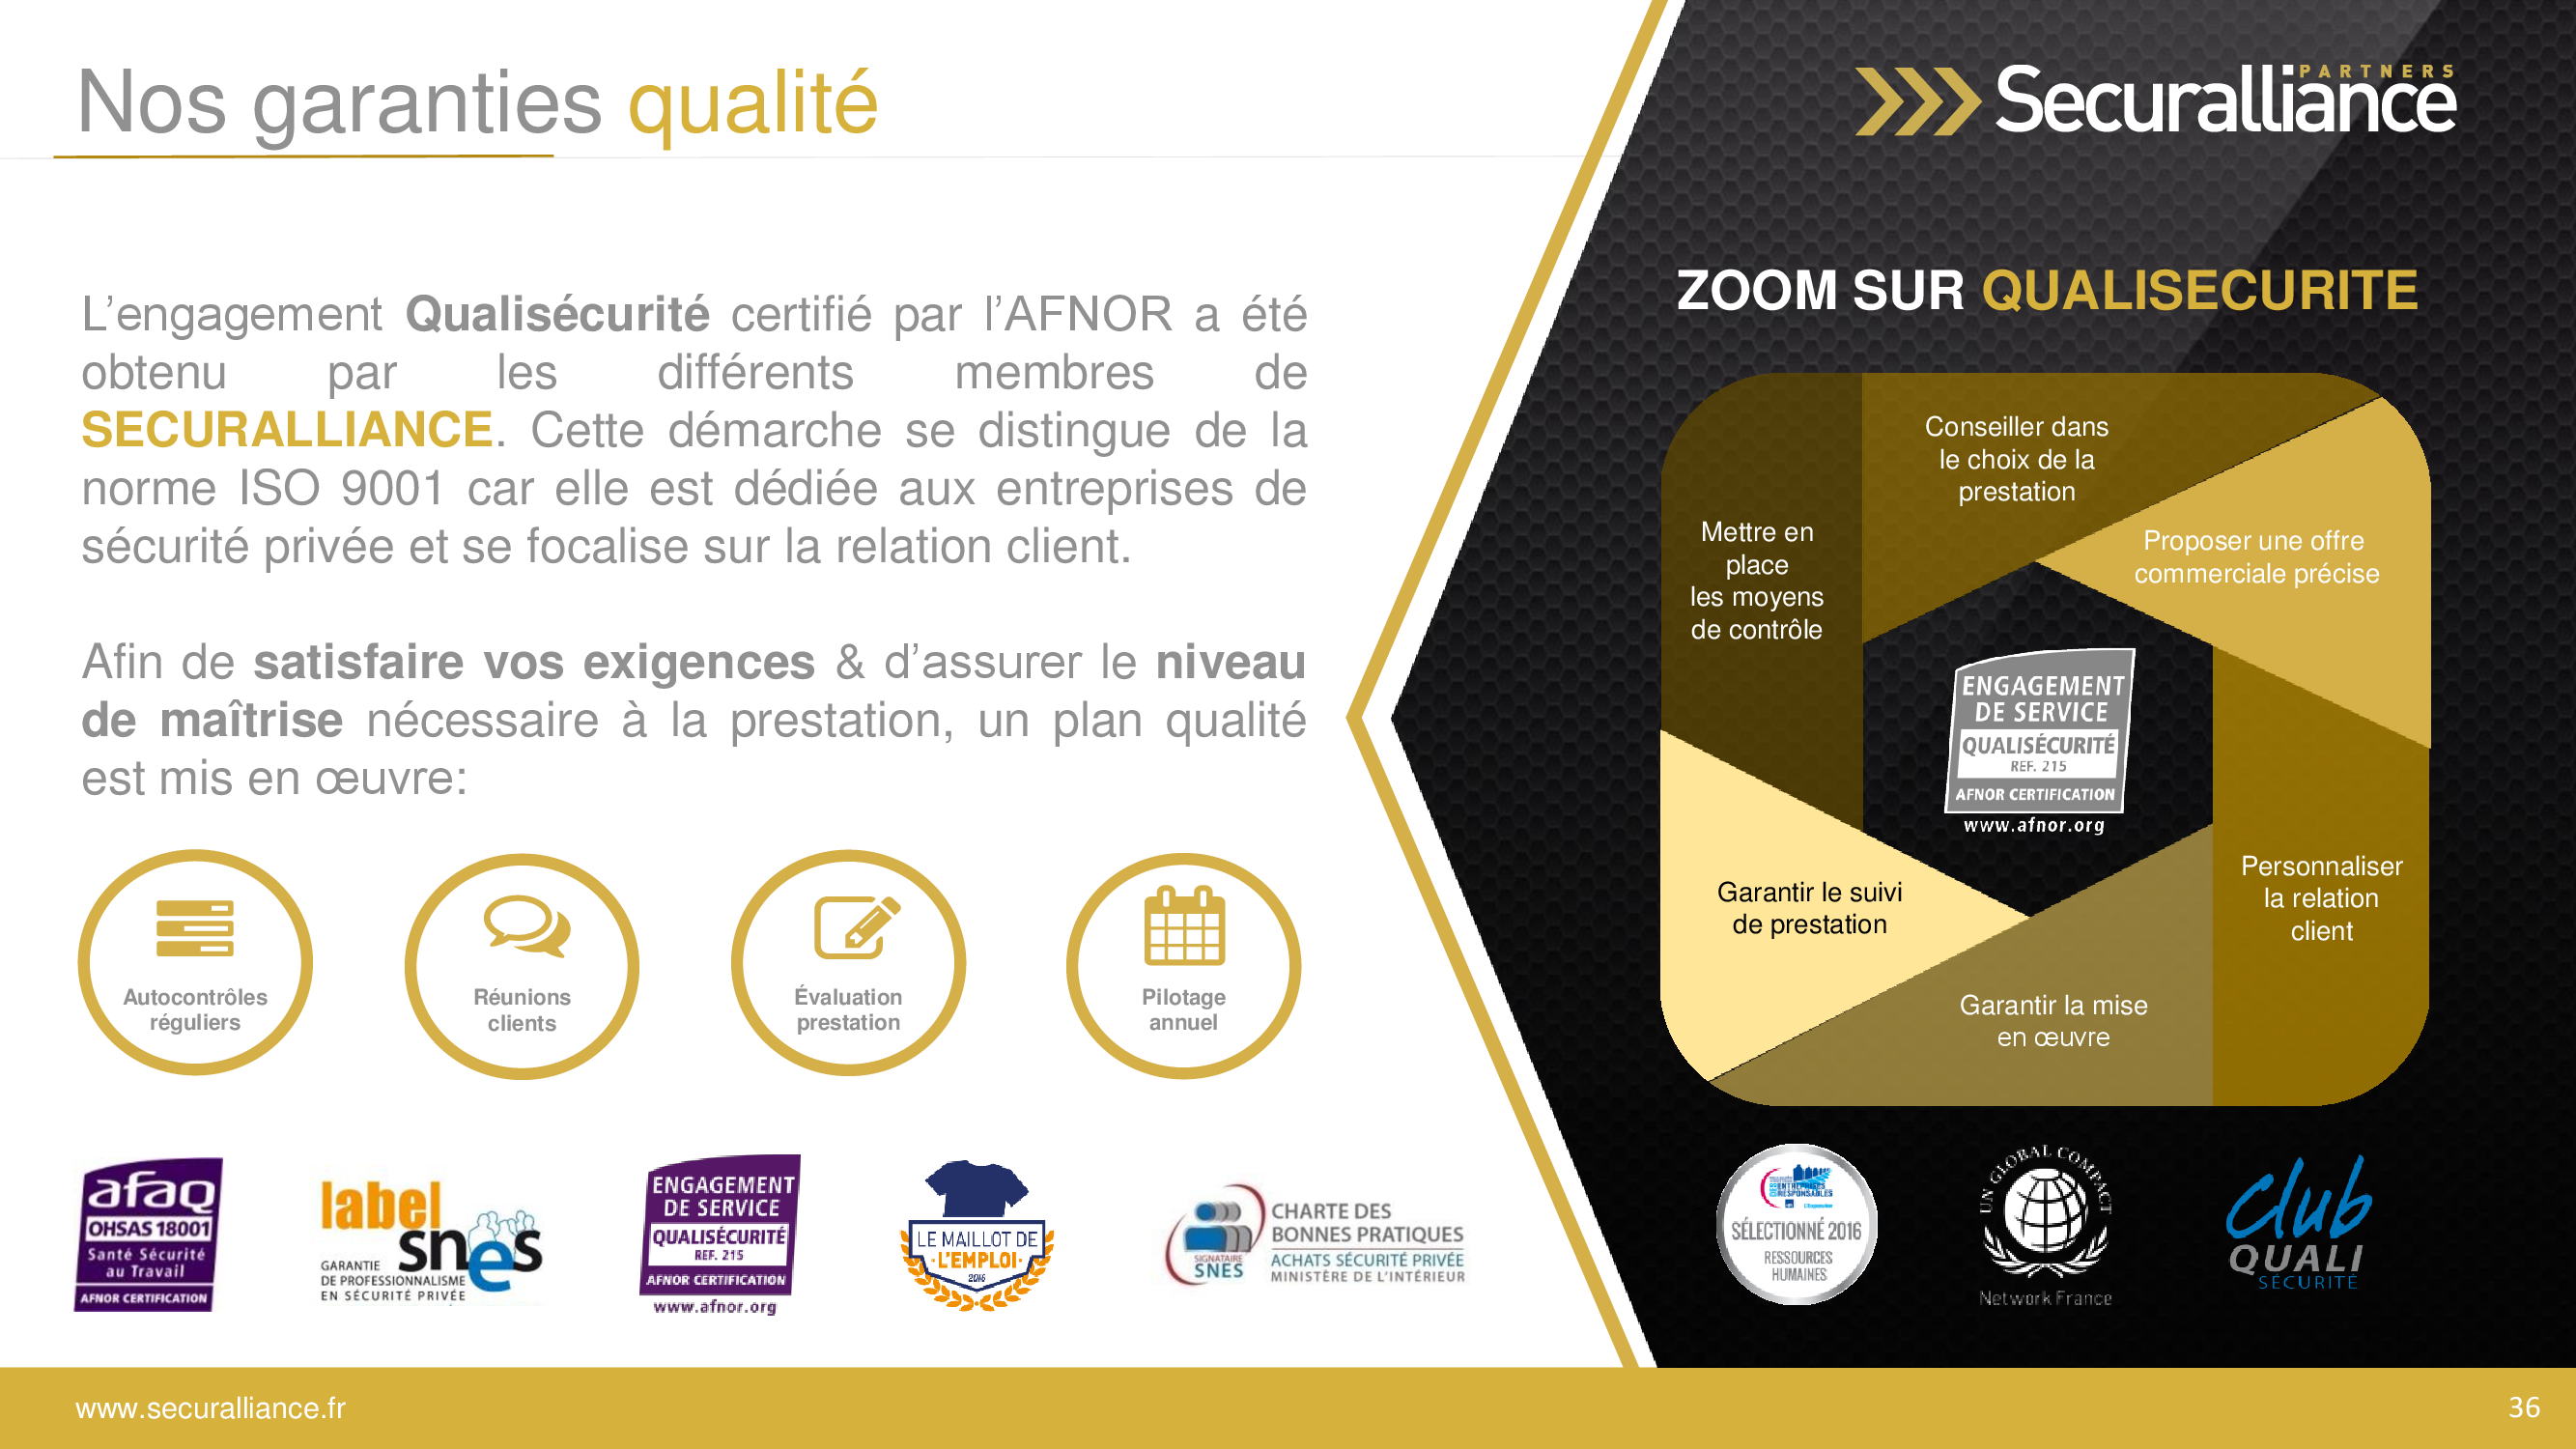 Nos garanties qualité
L’engagement Qualisécurité certifié par l’AFNOR a été
obtenu par les différents membres de
SECURALLIANCE. Cette démarche se distingue de la
norme ISO 9001 car elle est dédiée aux entreprises de
sécurité privée et se focalise sur la relation client.
Afin de satisfaire vos exigences & d’assurer le niveau
de maîtrise nécessaire à la prestation, un plan qualité
est mis en œuvre:
Autocontrôles
réguliers
Réunions
clients
Évaluation
prestation
Pilotage
annuel
afaq
OHSAS 18001
Santé Sécurité
au Travail
AFNOR CERTIFICATION
label
snes
GARANTIE
DE PROFESSIONNALISME
EN SÉCURITÉ PRIVÉE
ENGAGEMENT
DE SERVICE
QUALISÉCURITÉ
REF. 215
AFNOR CERTIFICATION
www.afnor.org
LE MAILLOT DE
L'EMPLOI
2016
SIGNATAIRE
SNES
CHARTE DES
BONNES PRATIQUES
ACHATS SÉCURITÉ PRIVÉE
MINISTÈRE DE L'INTÉRIEUR
PARTNERS
Securalliance
ZOOM SUR QUALISECURITE
Conseiller dans
le choix de la
prestation
Proposer une offre
commerciale précise
Mettre en
place
les moyens
de contrôle
ENGAGEMENT
DE SERVICE
QUALISÉCURITÉ
REF. 215
AFNOR CERTIFICATION
www.afnor.org
Personnaliser
la relation
client
Garantir le suivi
de prestation
Garantir la mise
en œuvre
ENTREPRISES
RESPONSABLES
SÉLECTIONNÉ 2016
RESSOURCES
HUMAINES
UN GLOBAL COMPACT
Network France
Club
QUALI
SÉCURITÉ
www.securalliance.fr
36